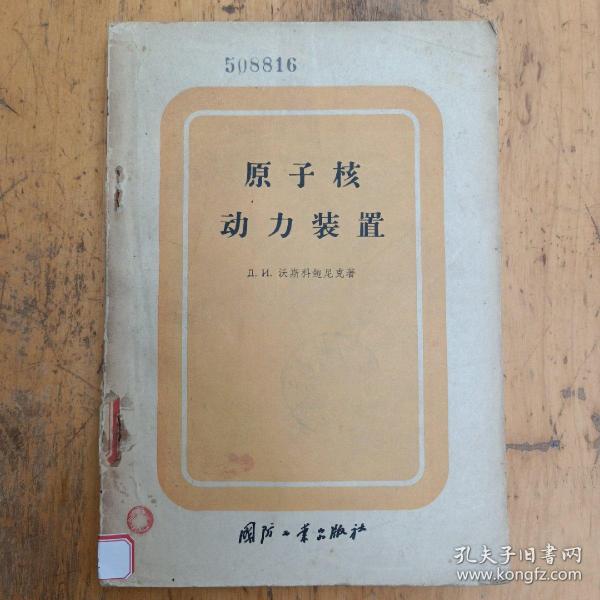 508816
原子核
动力装置
Д. И. 沃斯科鲍尼克著
国防工业出版社
孔夫子旧书网
www.kongfz.com